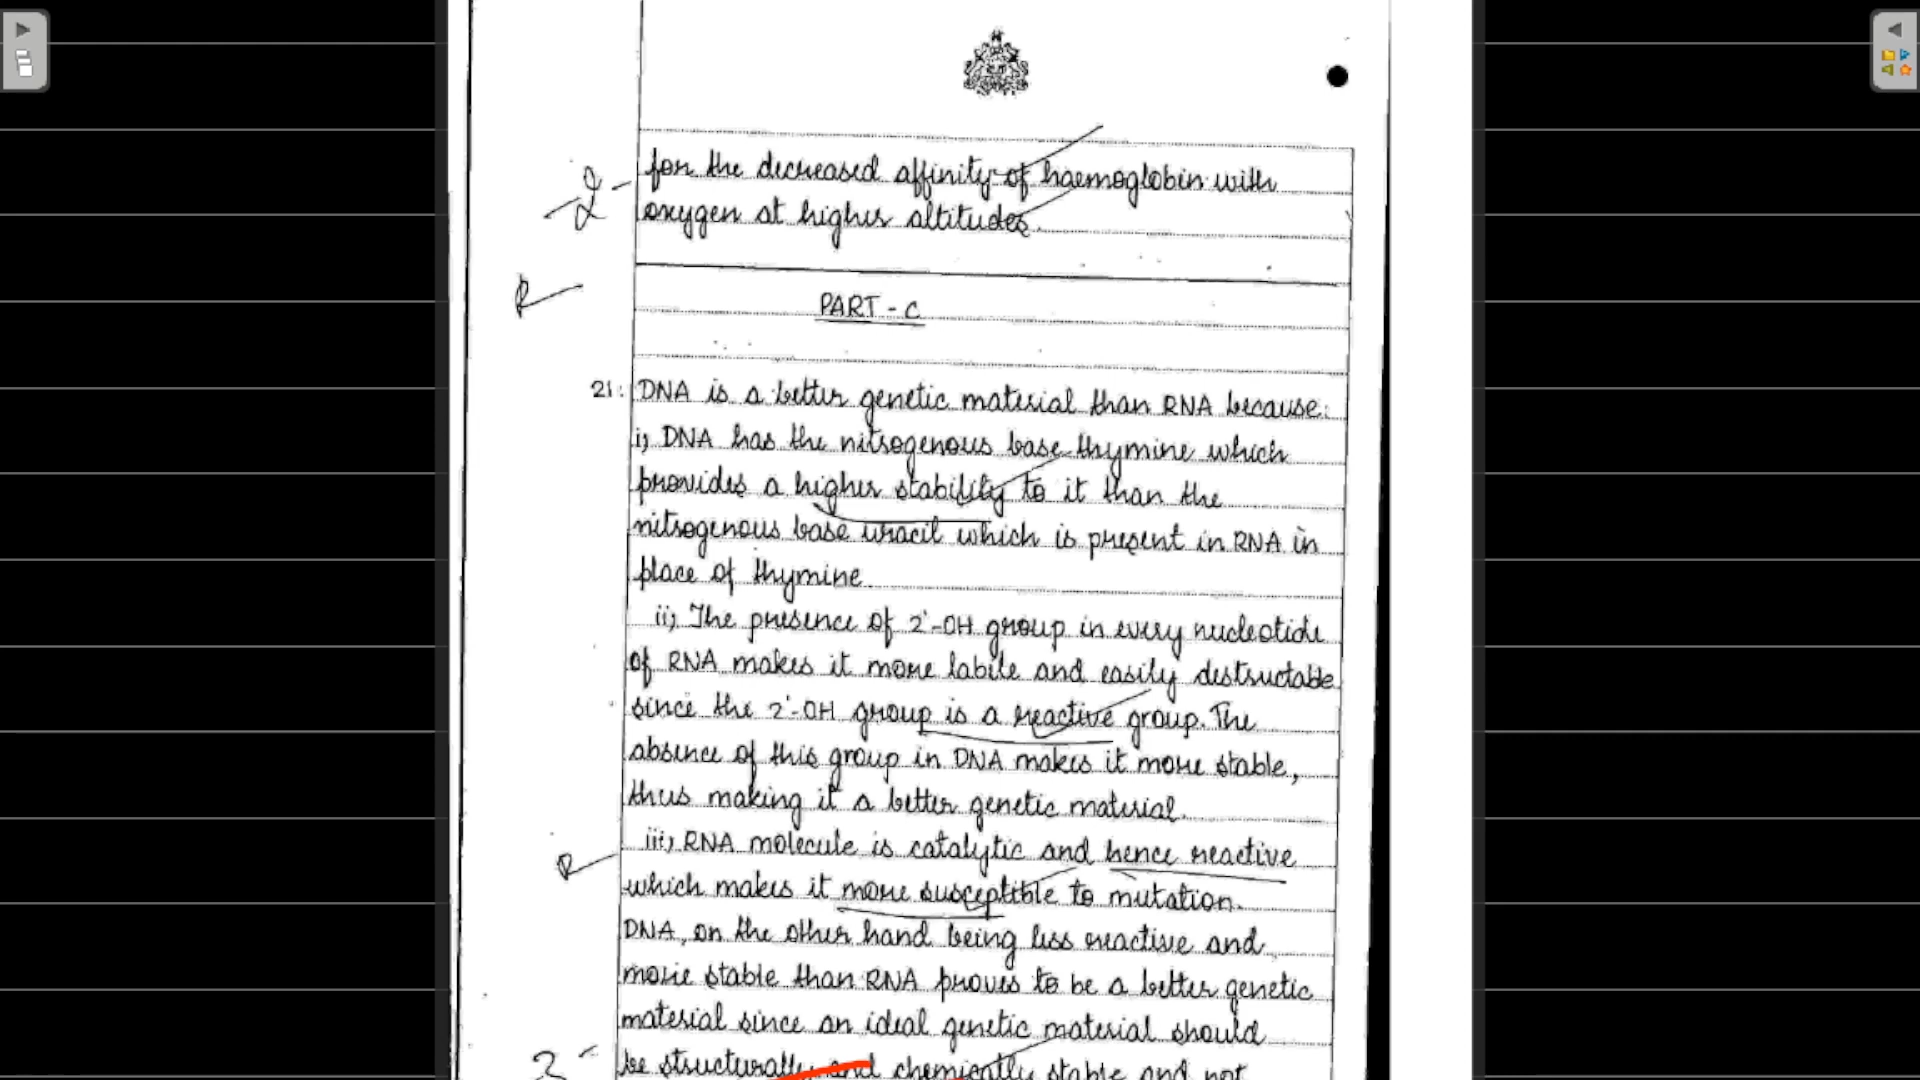 for the decreased affinity of haemoglobin with
oxygen at higher altitudes.
PART - C
21. DNA is a better genetic material than RNA because:
i) DNA has the nitrogenous base thymine which
provides a higher stability to it than the
nitrogenous base uracil which is present in RNA in
place of thymine
ii) The presence of 2'-OH group in every nucleotide
of RNA makes it more labile and easily destructable
since the 2'-OH group is a reactive group. The
absence of this group in DNA makes it more stable,
thus making it a better genetic material.
iii) RNA molecule is catalytic and hence reactive
which makes it more susceptible to mutation.
DNA, on the other hand being less reactive and
more stable than RNA proves to be a better genetic
material since an ideal genetic material should
3
be structurally and chemically stable and not